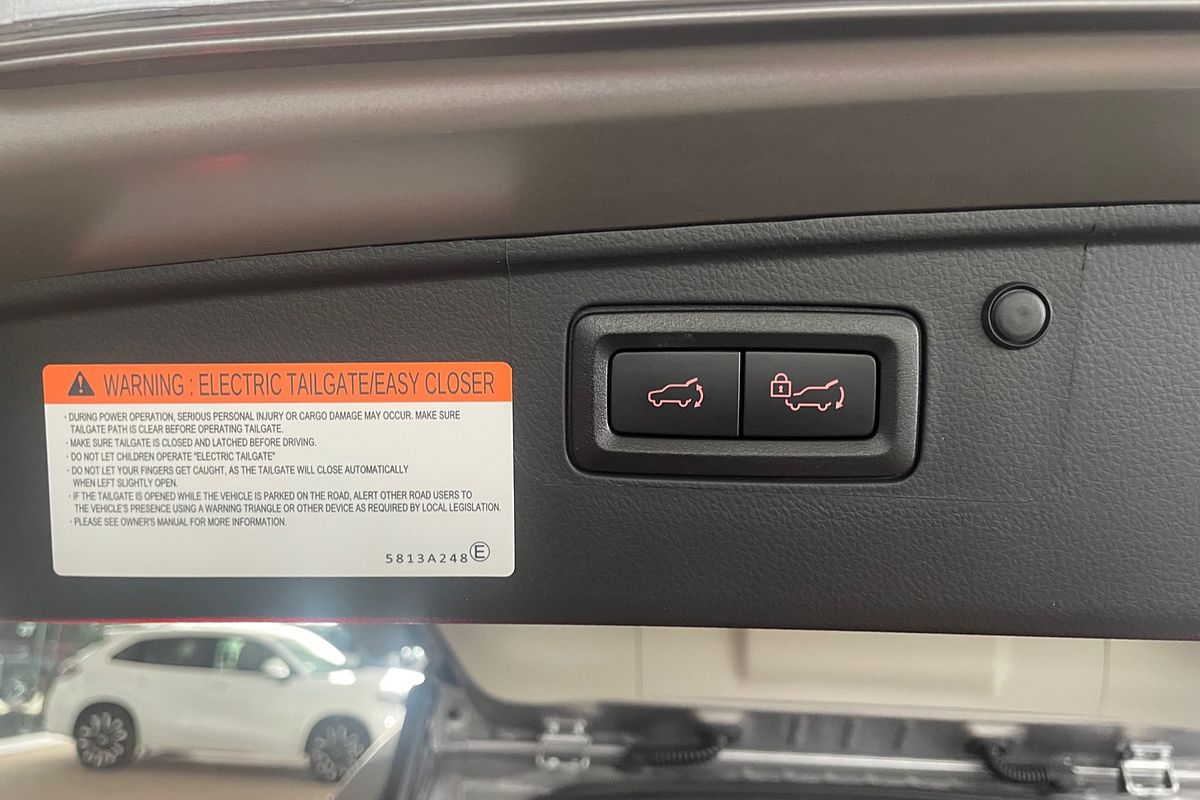 WARNING : ELECTRIC TAILGATE/EASY CLOSER
· DURING POWER OPERATION, SERIOUS PERSONAL INJURY OR CARGO DAMAGE MAY OCCUR. MAKE SURE
TAILGATE PATH IS CLEAR BEFORE OPERATING TAILGATE.
· MAKE SURE TAILGATE IS CLOSED AND LATCHED BEFORE DRIVING.
· DO NOT LET CHILDREN OPERATE "ELECTRIC TAILGATE"
· DO NOT LET YOUR FINGERS GET CAUGHT, AS THE TAILGATE WILL CLOSE AUTOMATICALLY
WHEN LEFT SLIGHTLY OPEN.
· IF THE TAILGATE IS OPENED WHILE THE VEHICLE IS PARKED ON THE ROAD, ALERT OTHER ROAD USERS TO
THE VEHICLE'S PRESENCE USING A WARNING TRIANGLE OR OTHER DEVICE AS REQUIRED BY LOCAL LEGISLATION.
· PLEASE SEE OWNER'S MANUAL FOR MORE INFORMATION.
5813A248 Ⓔ